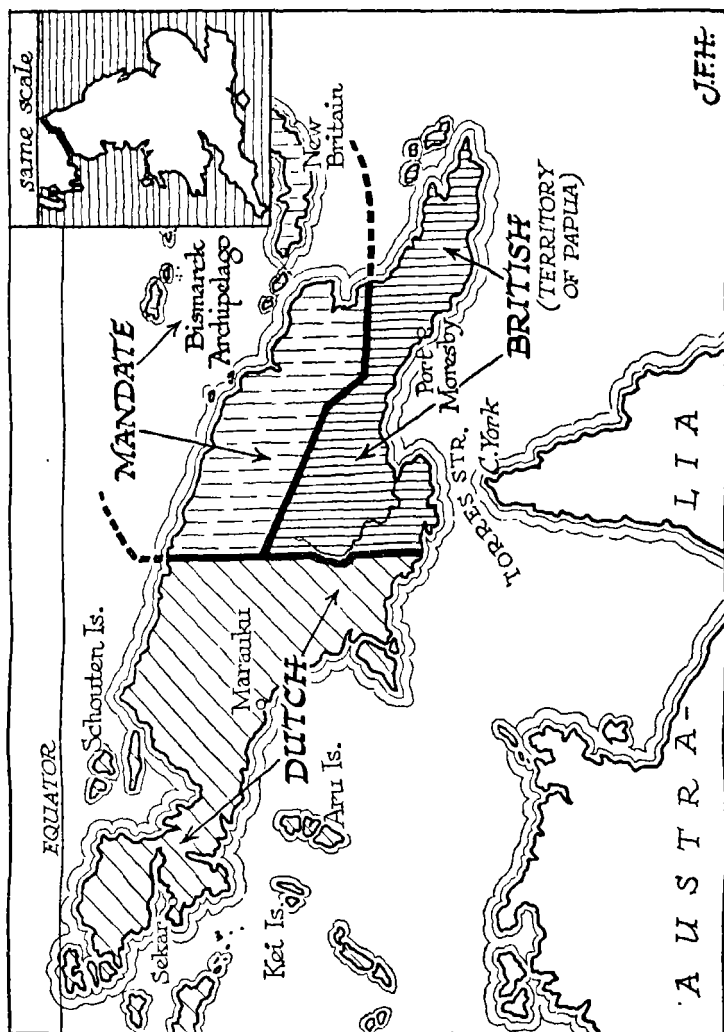 same scale
EQUATOR
Schouten Is.
MANDATE
Bismarck
Archipelago
New
Britain
Sekar
DUTCH
Marauku
Kei Is.
Aru Is.
Port
Moresby
BRITISH
(TERRITORY
OF PAPUA)
TORRES STR.
C. York
AUSTRA-
LIA
J.F.H.